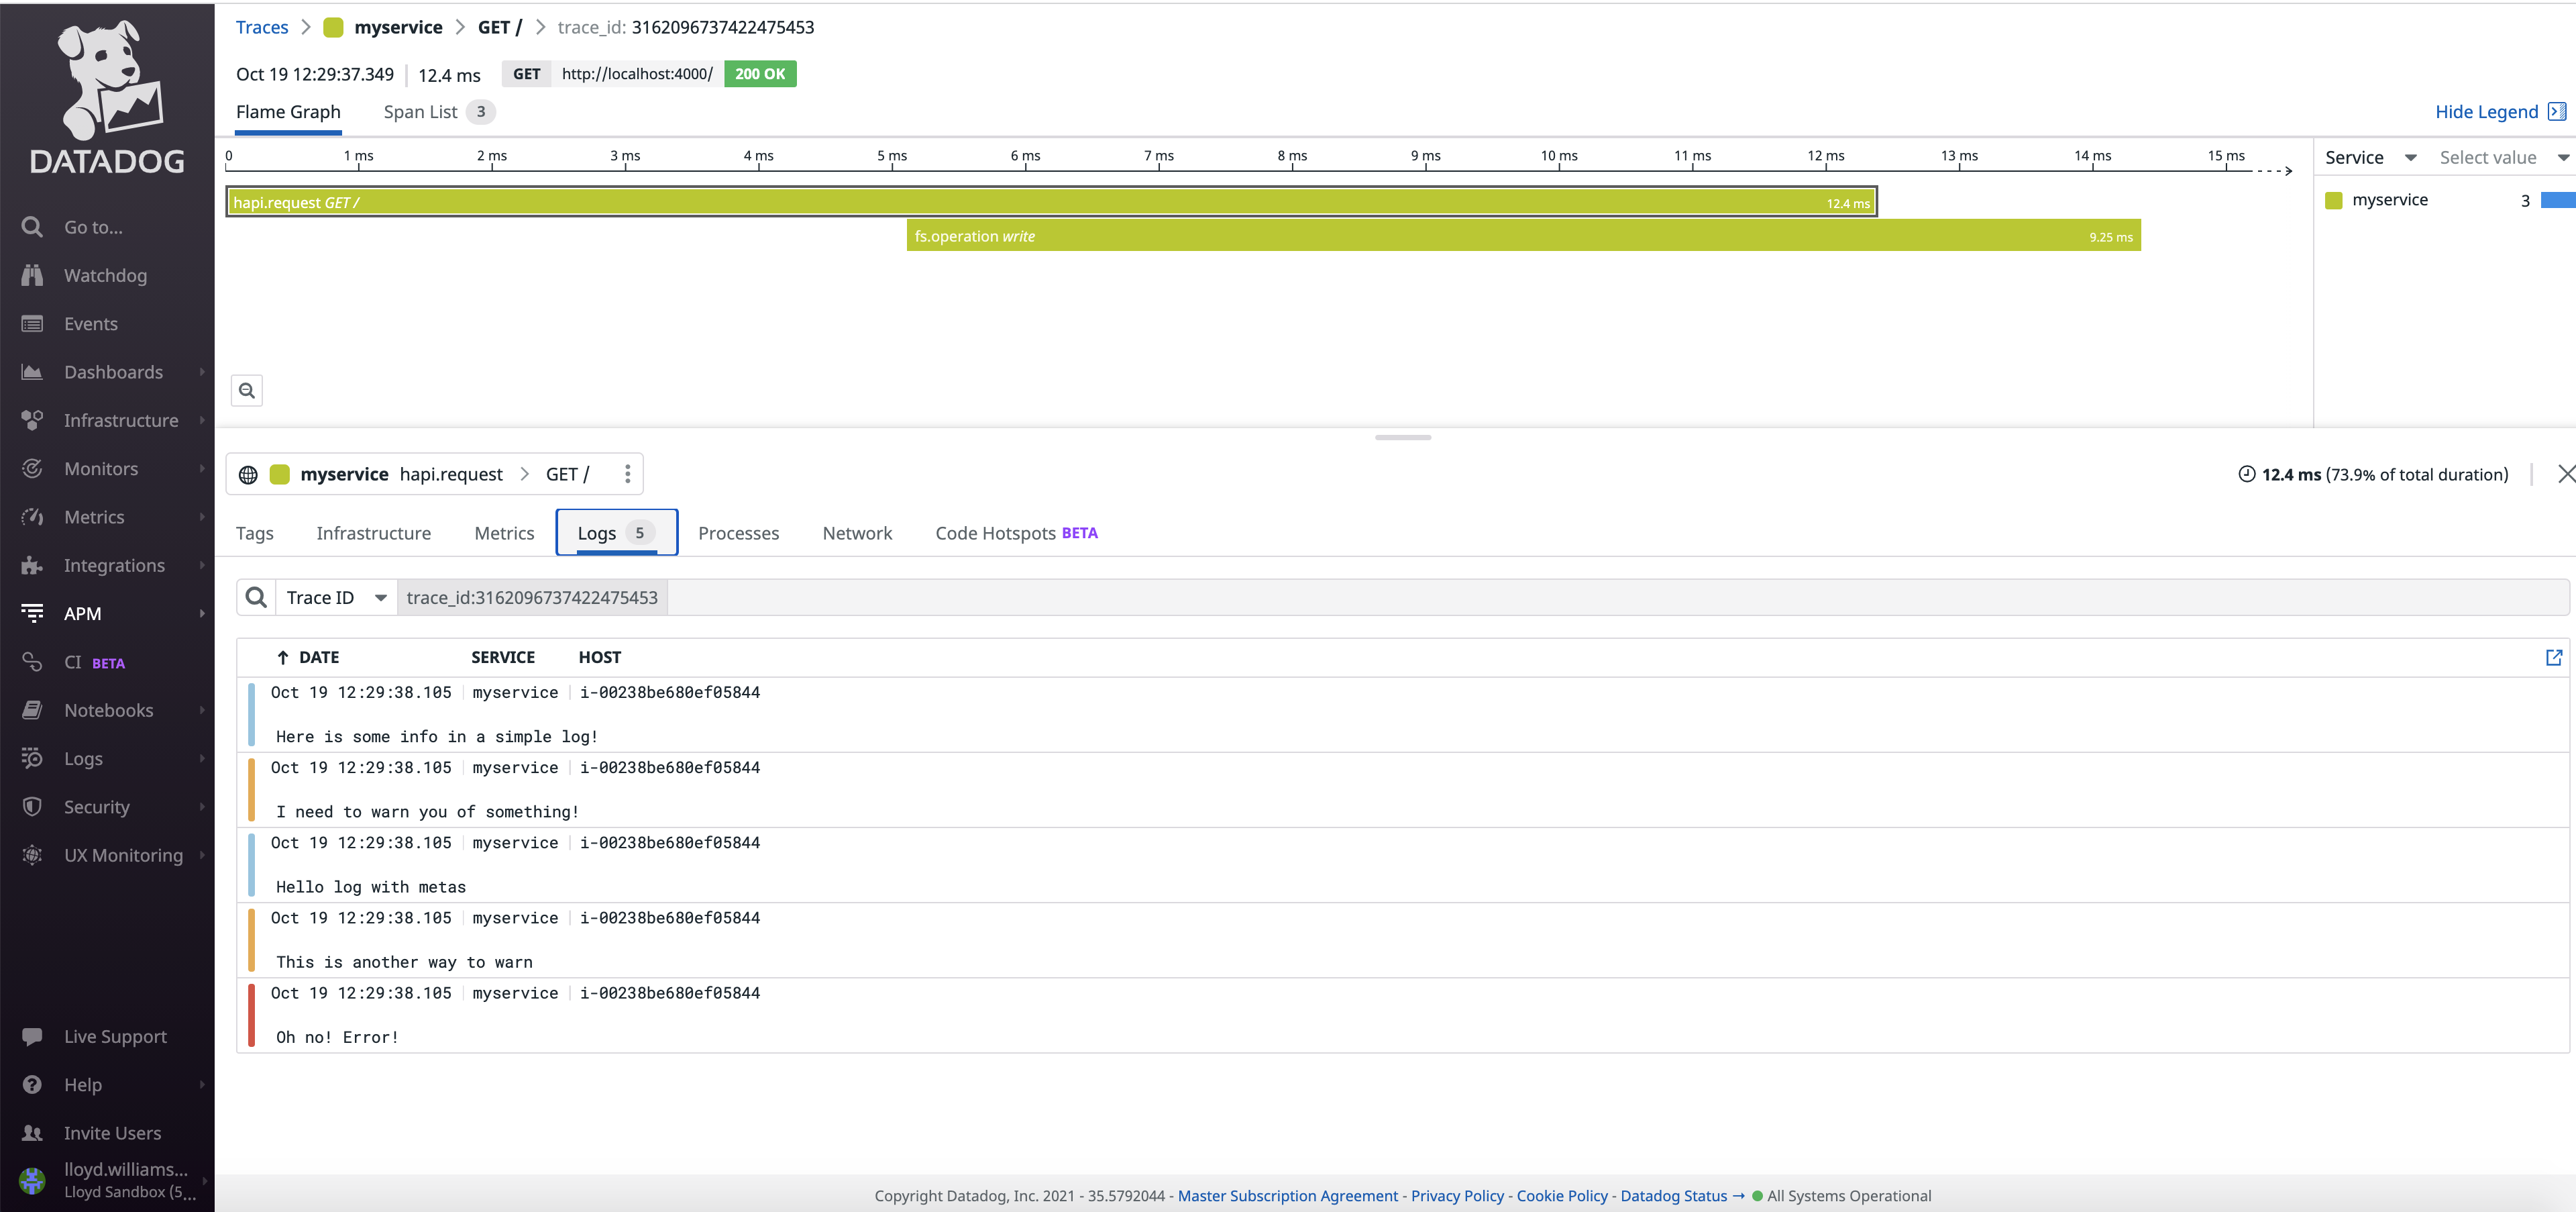 DATADOG
Go to...
Watchdog
Events
Dashboards
Infrastructure
Monitors
Metrics
Integrations
APM
CI BETA
Notebooks
Logs
Security
UX Monitoring
Live Support
Help
Invite Users
lloyd.williams...
Lloyd Sandbox (5...
Traces myservice GET / trace_id: 3162096737422475453
Oct 19 12:29:37.349 12.4 ms GET http://localhost:4000/ 200 OK
Flame Graph Span List 3 Hide Legend
0 1 ms 2 ms 3 ms 4 ms 5 ms 6 ms 7 ms 8 ms 9 ms 10 ms 11 ms 12 ms 13 ms 14 ms 15 ms
Service Select value
hapi.request GET / 12.4 ms
myservice 3
fs.operation write 9.25 ms
myservice hapi.request GET / 12.4 ms (73.9% of total duration)
Tags Infrastructure Metrics Logs 5 Processes Network Code Hotspots BETA
Trace ID trace_id:3162096737422475453
DATE SERVICE HOST
Oct 19 12:29:38.105 myservice i-00238be680ef05844
Here is some info in a simple log!
Oct 19 12:29:38.105 myservice i-00238be680ef05844
I need to warn you of something!
Oct 19 12:29:38.105 myservice i-00238be680ef05844
Hello log with metas
Oct 19 12:29:38.105 myservice i-00238be680ef05844
This is another way to warn
Oct 19 12:29:38.105 myservice i-00238be680ef05844
Oh no! Error!
Copyright Datadog, Inc. 2021 - 35.5792044 - Master Subscription Agreement - Privacy Policy - Cookie Policy - Datadog Status → All Systems Operational